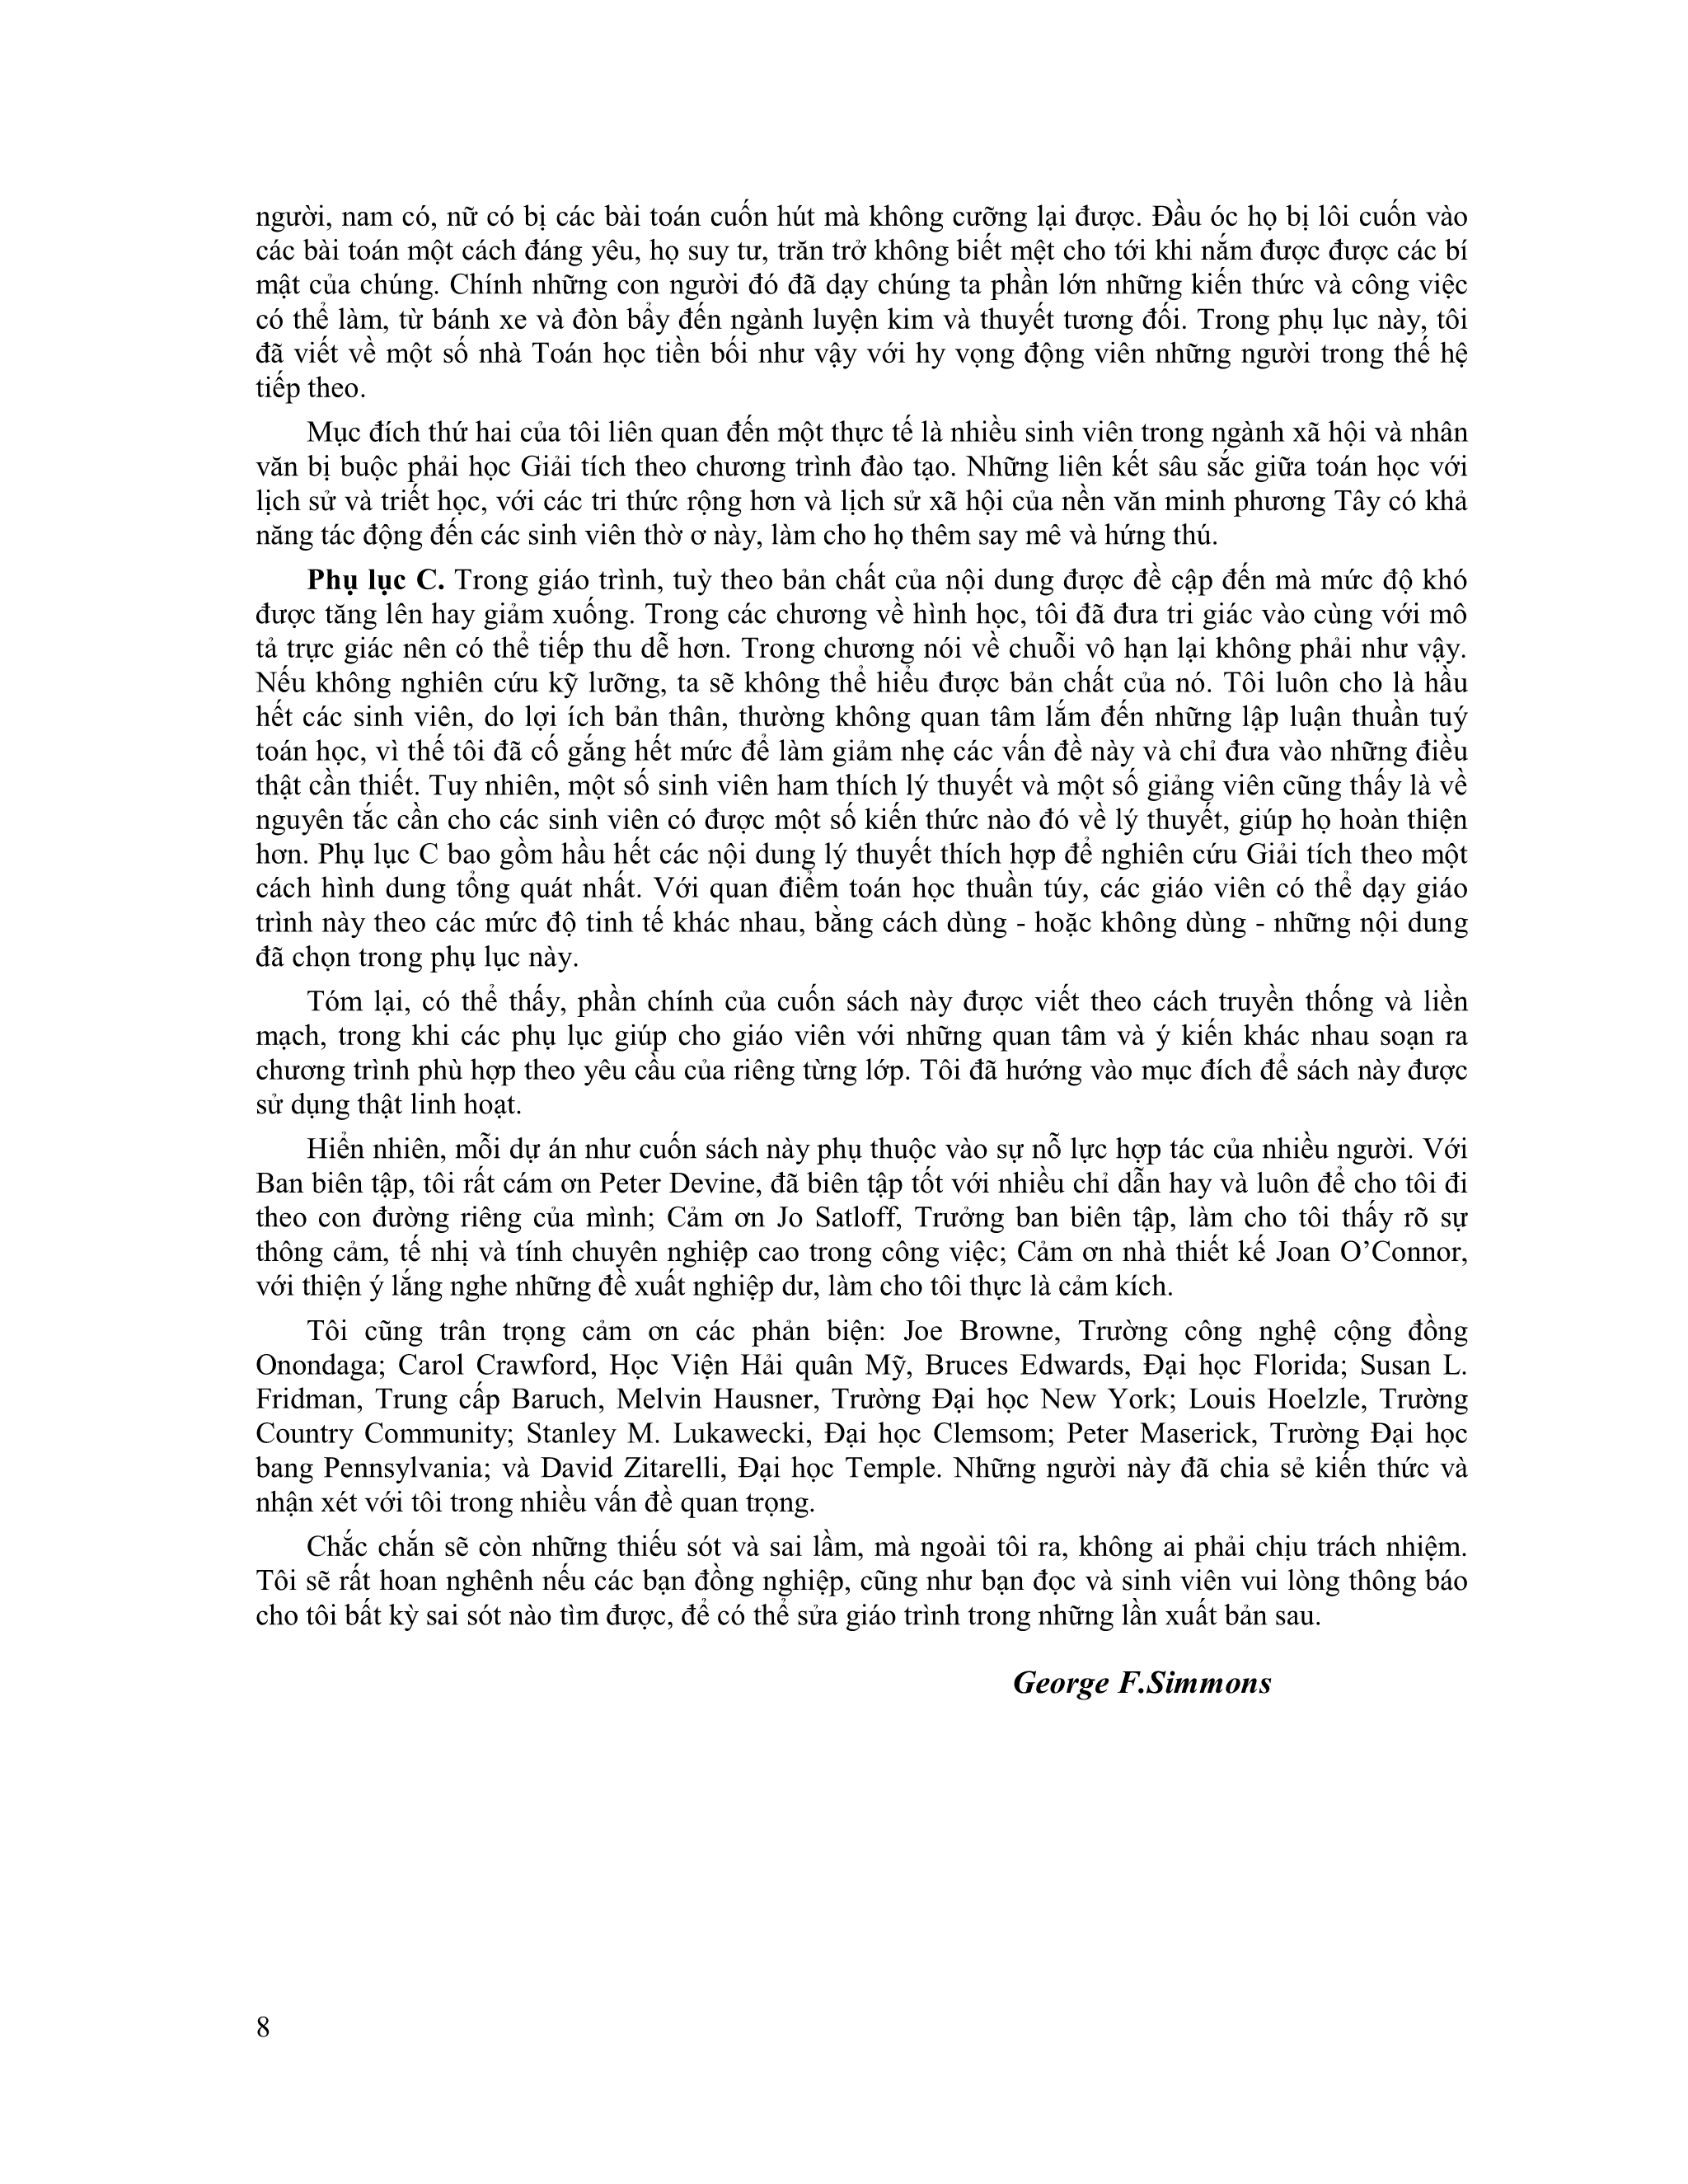 người, nam có, nữ có bị các bài toán cuốn hút mà không cưỡng lại được. Đầu óc họ bị lôi cuốn vào
các bài toán một cách đáng yêu, họ suy tư, trăn trở không biết mệt cho tới khi nắm được được các bí
mật của chúng. Chính những con người đó đã dạy chúng ta phần lớn những kiến thức và công việc
có thể làm, từ bánh xe và đòn bẩy đến ngành luyện kim và thuyết tương đối. Trong phụ lục này, tôi
đã viết về một số nhà Toán học tiền bối như vậy với hy vọng động viên những người trong thế hệ
tiếp theo.
Mục đích thứ hai của tôi liên quan đến một thực tế là nhiều sinh viên trong ngành xã hội và nhân
văn bị buộc phải học Giải tích theo chương trình đào tạo. Những liên kết sâu sắc giữa toán học với
lịch sử và triết học, với các tri thức rộng hơn và lịch sử xã hội của nền văn minh phương Tây có khả
năng tác động đến các sinh viên thờ ơ này, làm cho họ thêm say mê và hứng thú.
Phụ lục C. Trong giáo trình, tuỳ theo bản chất của nội dung được đề cập đến mà mức độ khó
được tăng lên hay giảm xuống. Trong các chương về hình học, tôi đã đưa tri giác vào cùng với mô
tả trực giác nên có thể tiếp thu dễ hơn. Trong chương nói về chuỗi vô hạn lại không phải như vậy.
Nếu không nghiên cứu kỹ lưỡng, ta sẽ không thể hiểu được bản chất của nó. Tôi luôn cho là hầu
hết các sinh viên, do lợi ích bản thân, thường không quan tâm lắm đến những lập luận thuần tuý
toán học, vì thế tôi đã cố gắng hết mức để làm giảm nhẹ các vấn đề này và chỉ đưa vào những điều
thật cần thiết. Tuy nhiên, một số sinh viên ham thích lý thuyết và một số giảng viên cũng thấy là về
nguyên tắc cần cho các sinh viên có được một số kiến thức nào đó về lý thuyết, giúp họ hoàn thiện
hơn. Phụ lục C bao gồm hầu hết các nội dung lý thuyết thích hợp để nghiên cứu Giải tích theo một
cách hình dung tổng quát nhất. Với quan điểm toán học thuần túy, các giáo viên có thể dạy giáo
trình này theo các mức độ tinh tế khác nhau, bằng cách dùng - hoặc không dùng - những nội dung
đã chọn trong phụ lục này.
Tóm lại, có thể thấy, phần chính của cuốn sách này được viết theo cách truyền thống và liền
mạch, trong khi các phụ lục giúp cho giáo viên với những quan tâm và ý kiến khác nhau soạn ra
chương trình phù hợp theo yêu cầu của riêng từng lớp. Tôi đã hướng vào mục đích để sách này được
sử dụng thật linh hoạt.
Hiển nhiên, mỗi dự án như cuốn sách này phụ thuộc vào sự nỗ lực hợp tác của nhiều người. Với
Ban biên tập, tôi rất cám ơn Peter Devine, đã biên tập tốt với nhiều chỉ dẫn hay và luôn để cho tôi đi
theo con đường riêng của mình; Cảm ơn Jo Satloff, Trưởng ban biên tập, làm cho tôi thấy rõ sự
thông cảm, tế nhị và tính chuyên nghiệp cao trong công việc; Cảm ơn nhà thiết kế Joan O’Connor,
với thiện ý lắng nghe những đề xuất nghiệp dư, làm cho tôi thực là cảm kích.
Tôi cũng trân trọng cảm ơn các phản biện: Joe Browne, Trường công nghệ cộng đồng
Onondaga; Carol Crawford, Học Viện Hải quân Mỹ, Bruces Edwards, Đại học Florida; Susan L.
Fridman, Trung cấp Baruch, Melvin Hausner, Trường Đại học New York; Louis Hoelzle, Trường
Country Community; Stanley M. Lukawecki, Đại học Clemsom; Peter Maserick, Trường Đại học
bang Pennsylvania; và David Zitarelli, Đại học Temple. Những người này đã chia sẻ kiến thức và
nhận xét với tôi trong nhiều vấn đề quan trọng.
Chắc chắn sẽ còn những thiếu sót và sai lầm, mà ngoài tôi ra, không ai phải chịu trách nhiệm.
Tôi sẽ rất hoan nghênh nếu các bạn đồng nghiệp, cũng như bạn đọc và sinh viên vui lòng thông báo
cho tôi bất kỳ sai sót nào tìm được, để có thể sửa giáo trình trong những lần xuất bản sau.
George F.Simmons
8